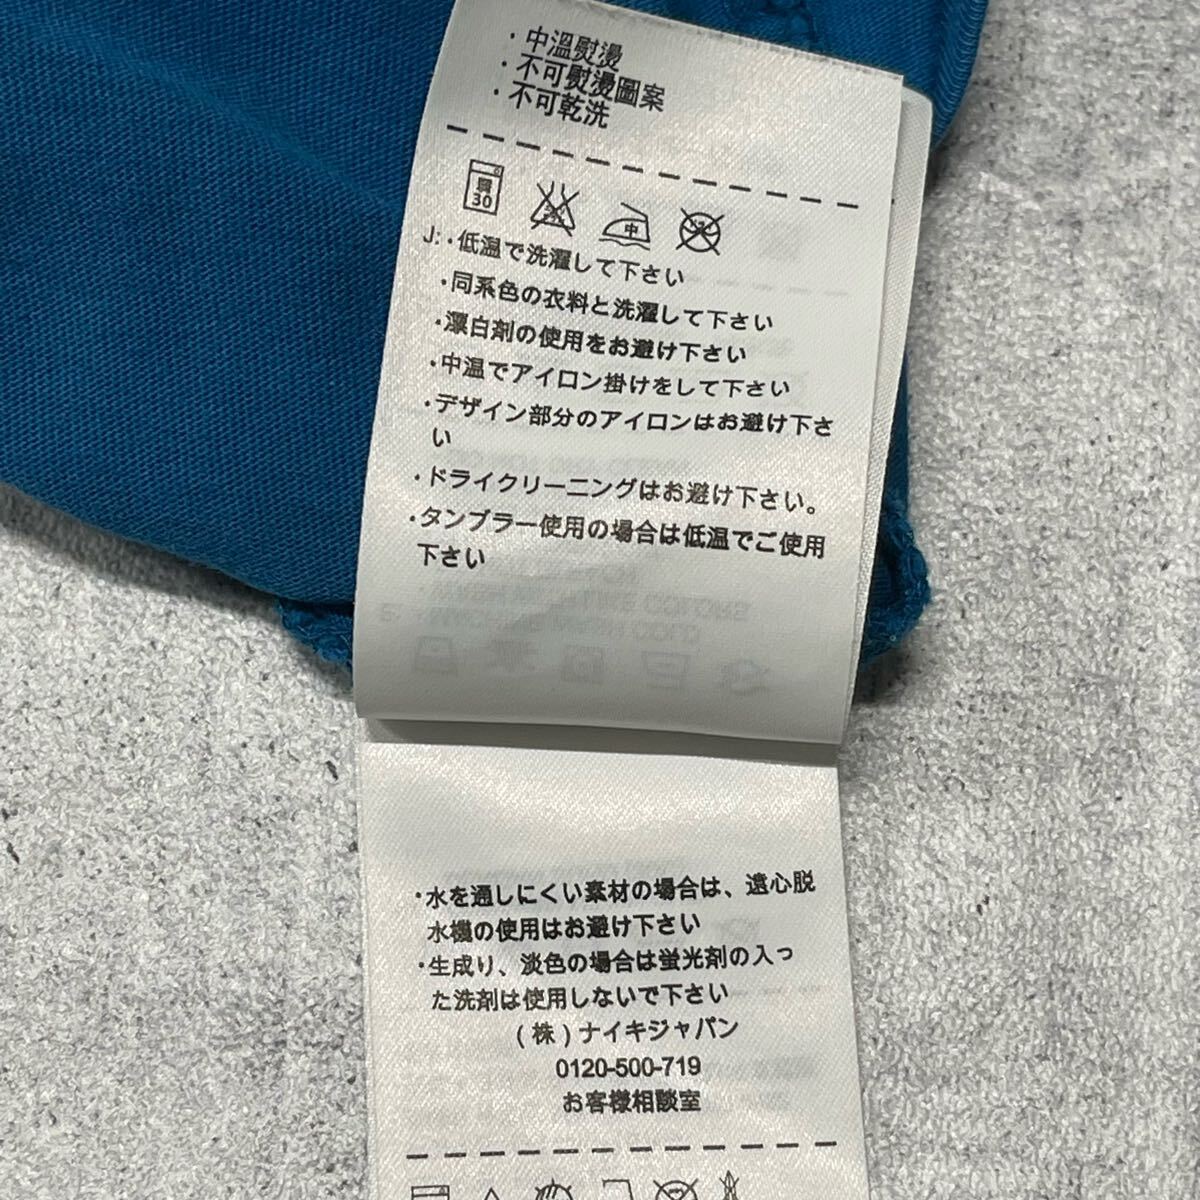 ・中溫熨燙
・不可熨燙圖案
・不可乾洗
弱
30
中
J:・低温で洗濯して下さい
・同系色の衣料と洗濯して下さい
・漂白剤の使用をお避け下さい
・中温でアイロン掛けをして下さい
・デザイン部分のアイロンはお避け下さ
い
・ドライクリーニングはお避け下さい。
・タンブラー使用の場合は低温でご使用
下さい
・水を通しにくい素材の場合は、遠心脱
水機の使用はお避け下さい
・生成り、淡色の場合は蛍光剤の入っ
た洗剤は使用しないで下さい
(株)ナイキジャパン
0120-500-719
お客様相談室